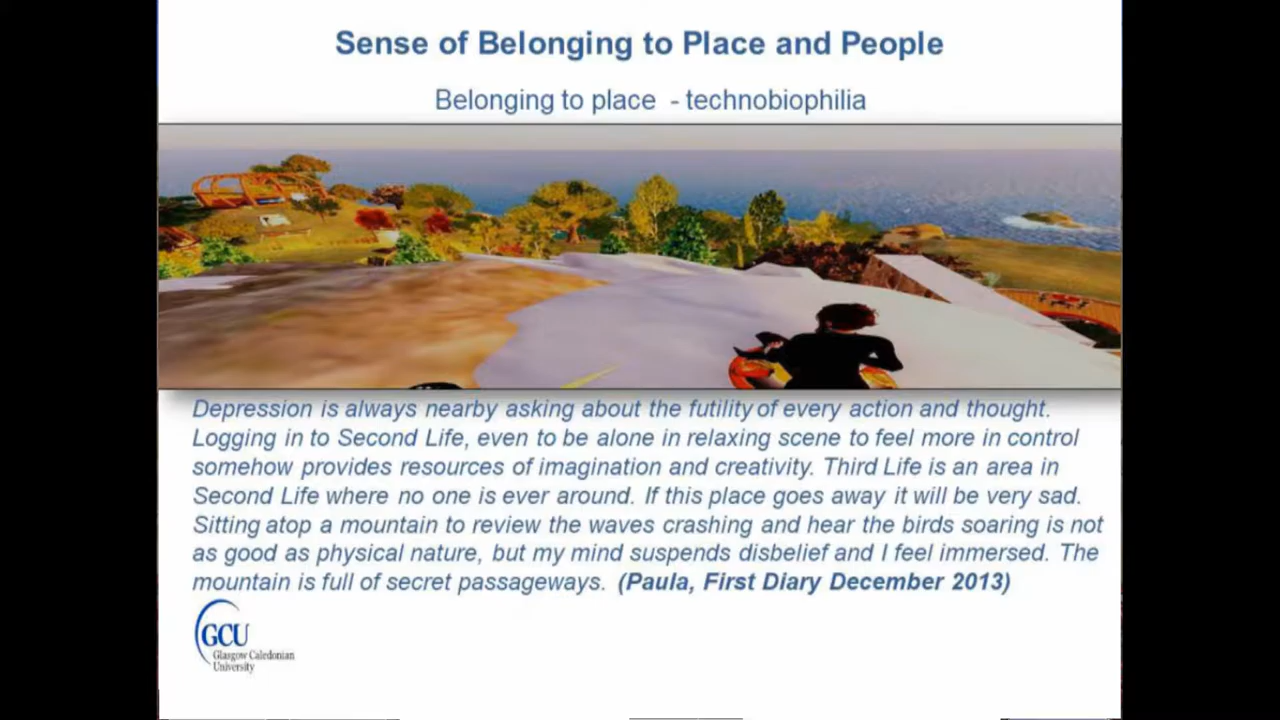 Sense of Belonging to Place and People
Belonging to place - technobiophilia
Depression is always nearby asking about the futility of every action and thought.
Logging in to Second Life, even to be alone in relaxing scene to feel more in control
somehow provides resources of imagination and creativity. Third Life is an area in
Second Life where no one is ever around. If this place goes away it will be very sad.
Sitting atop a mountain to review the waves crashing and hear the birds soaring is not
as good as physical nature, but my mind suspends disbelief and I feel immersed. The
mountain is full of secret passageways. (Paula, First Diary December 2013)
GCU
Glasgow Caledonian
University